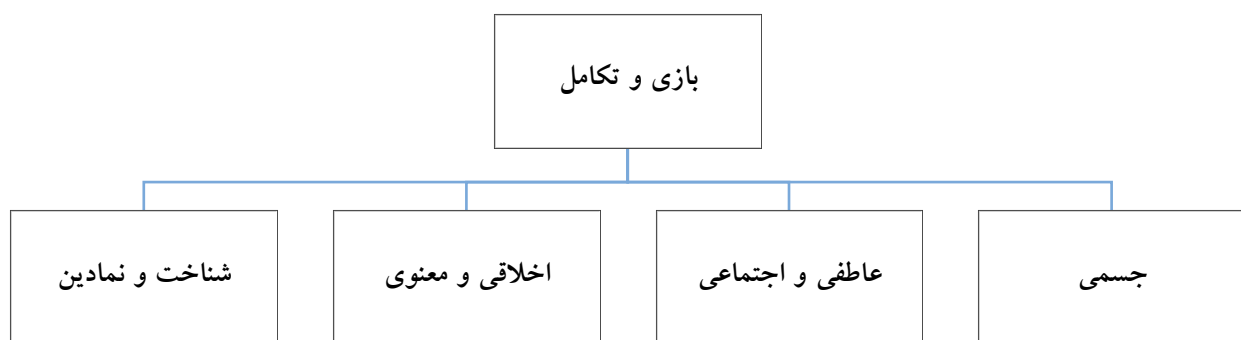 بازی و تکامل
جسمی
عاطفی و اجتماعی
اخلاقی و معنوی
شناخت و نمادین